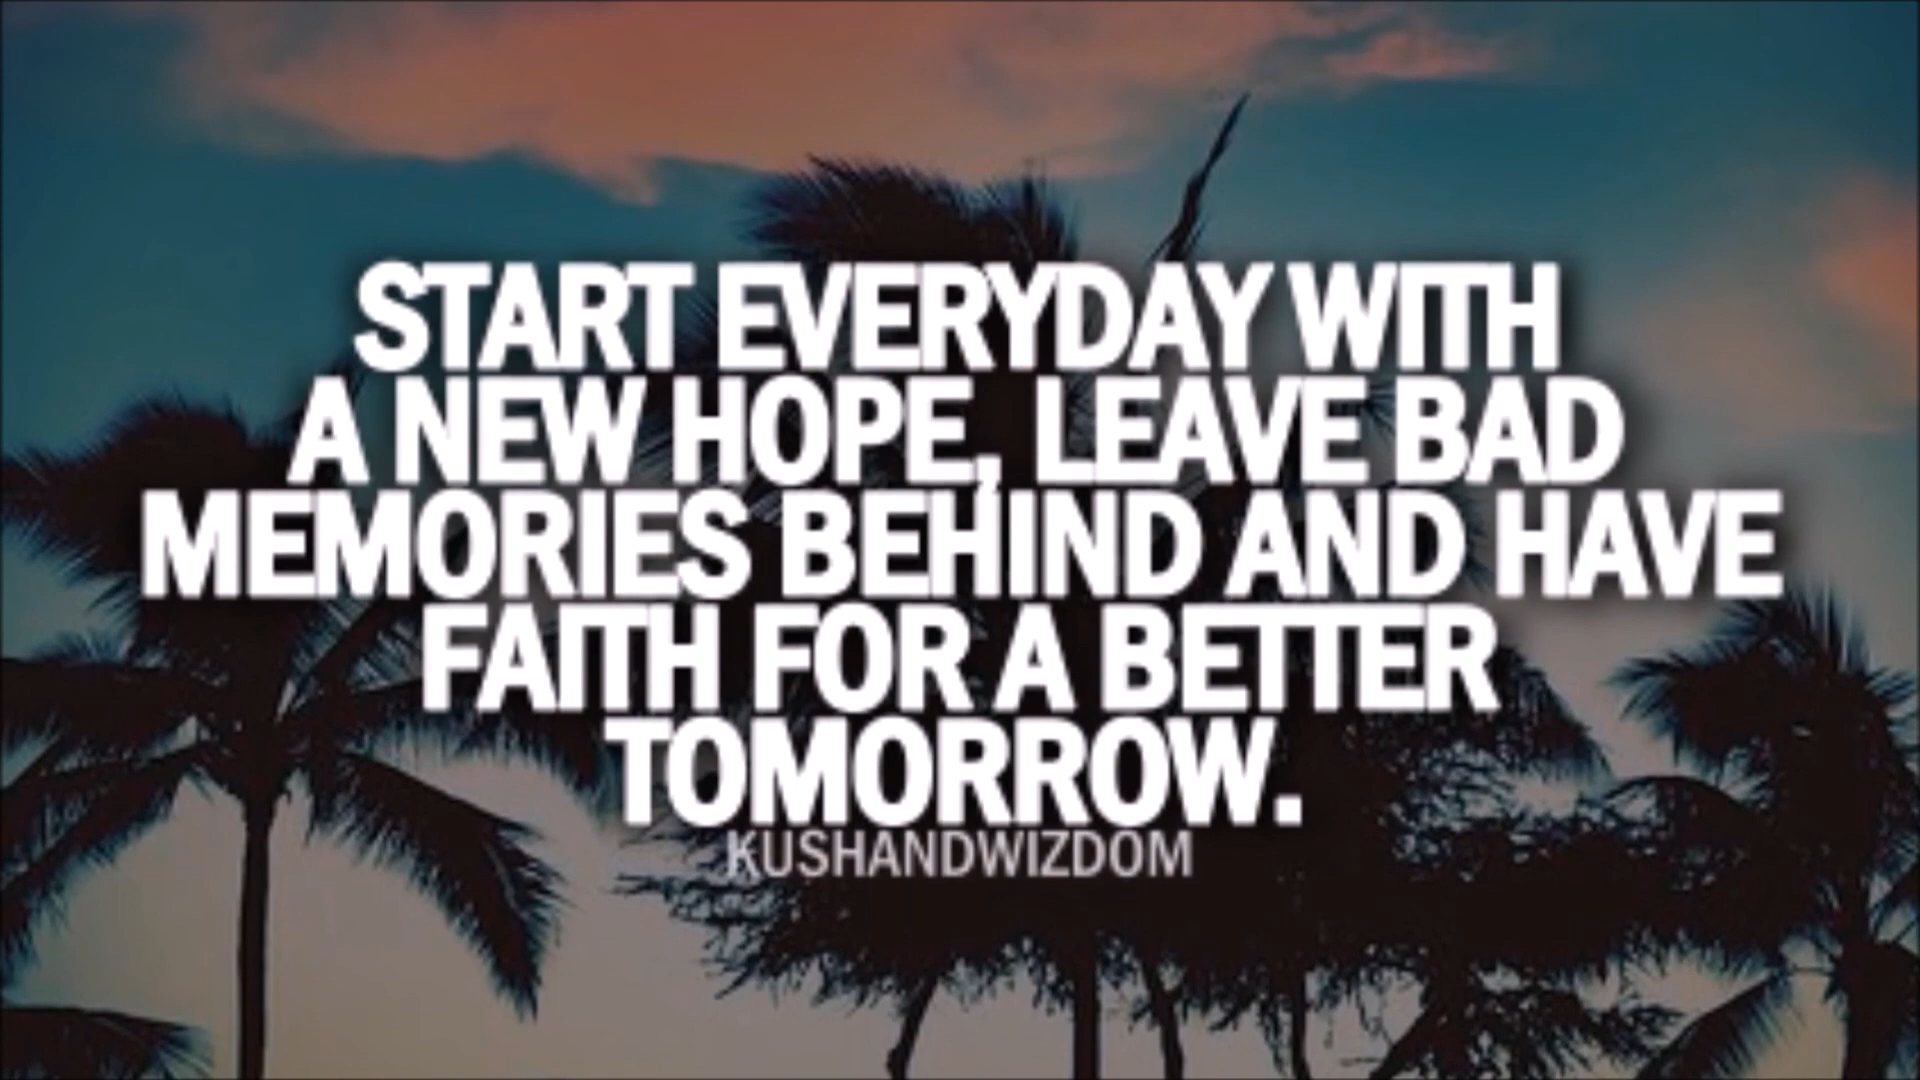 START EVERYDAY WITH
A NEW HOPE, LEAVE BAD
MEMORIES BEHIND AND HAVE
FAITH FOR A BETTER
TOMORROW.
KUSHANDWIZDOM